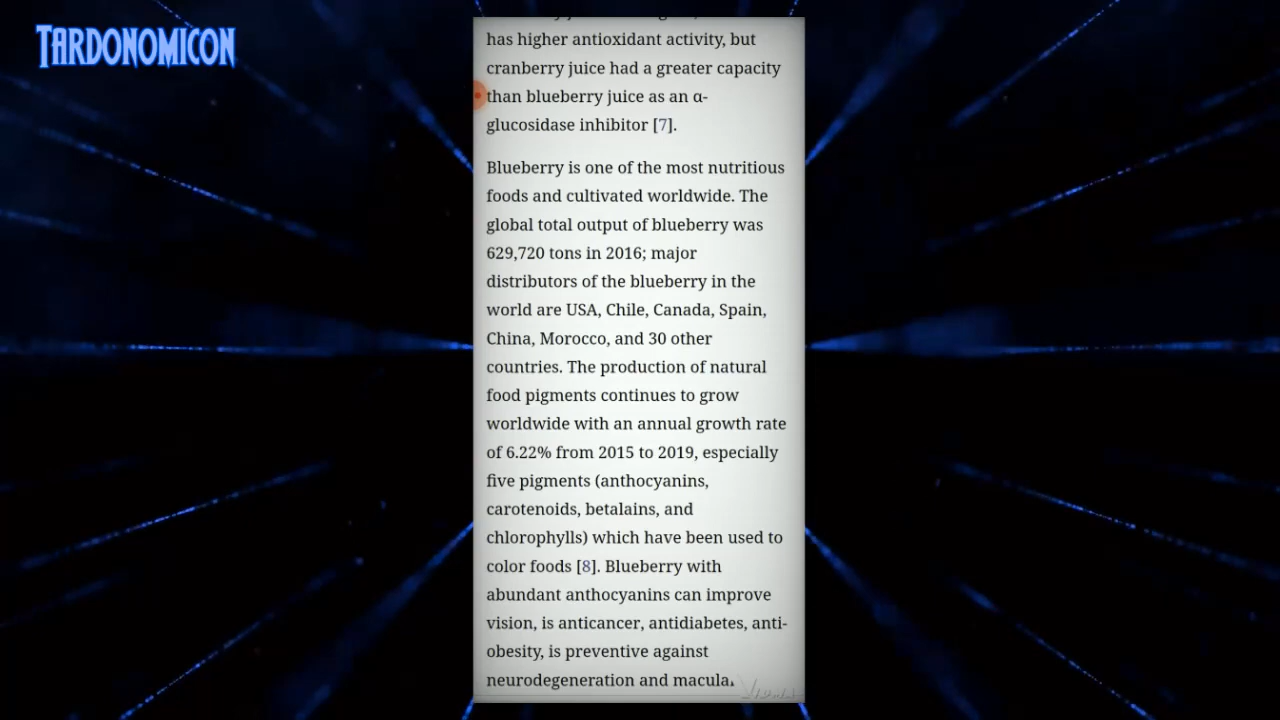 TARDONOMICON
has higher antioxidant activity, but
cranberry juice had a greater capacity
than blueberry juice as an α-
glucosidase inhibitor [7].
Blueberry is one of the most nutritious
foods and cultivated worldwide. The
global total output of blueberry was
629,720 tons in 2016; major
distributors of the blueberry in the
world are USA, Chile, Canada, Spain,
China, Morocco, and 30 other
countries. The production of natural
food pigments continues to grow
worldwide with an annual growth rate
of 6.22% from 2015 to 2019, especially
five pigments (anthocyanins,
carotenoids, betalains, and
chlorophylls) which have been used to
color foods [8]. Blueberry with
abundant anthocyanins can improve
vision, is anticancer, antidiabetes, anti-
obesity, is preventive against
neurodegeneration and macular